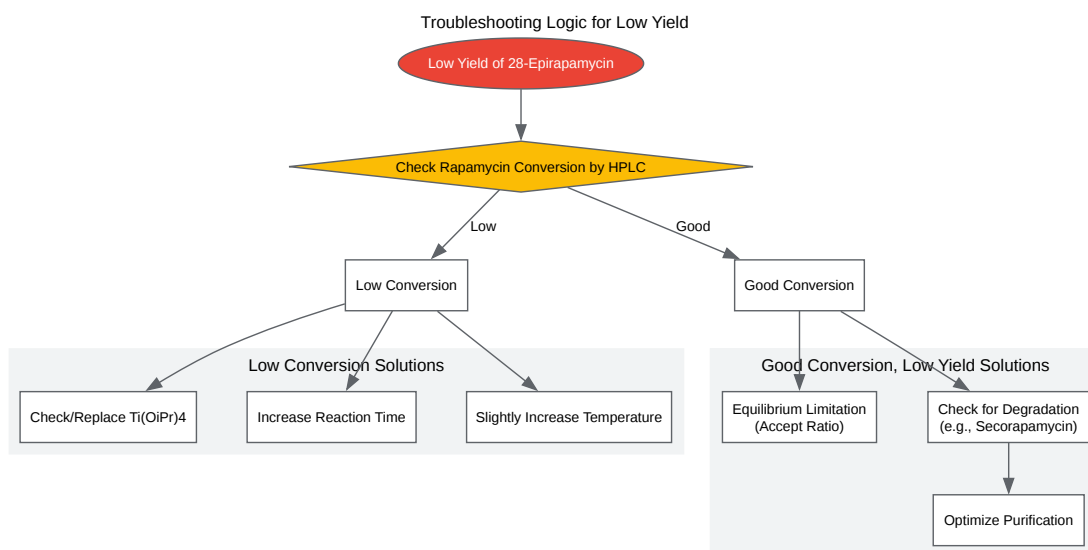 Troubleshooting Logic for Low Yield
Low Yield of 28-Epirapamycin
Check Rapamycin Conversion by HPLC
Low
Good
Low Conversion
Good Conversion
Low Conversion Solutions
Good Conversion, Low Yield Solutions
Check/Replace Ti(OiPr)4
Increase Reaction Time
Slightly Increase Temperature
Equilibrium Limitation
(Accept Ratio)
Check for Degradation
(e.g., Secorapamycin)
Optimize Purification